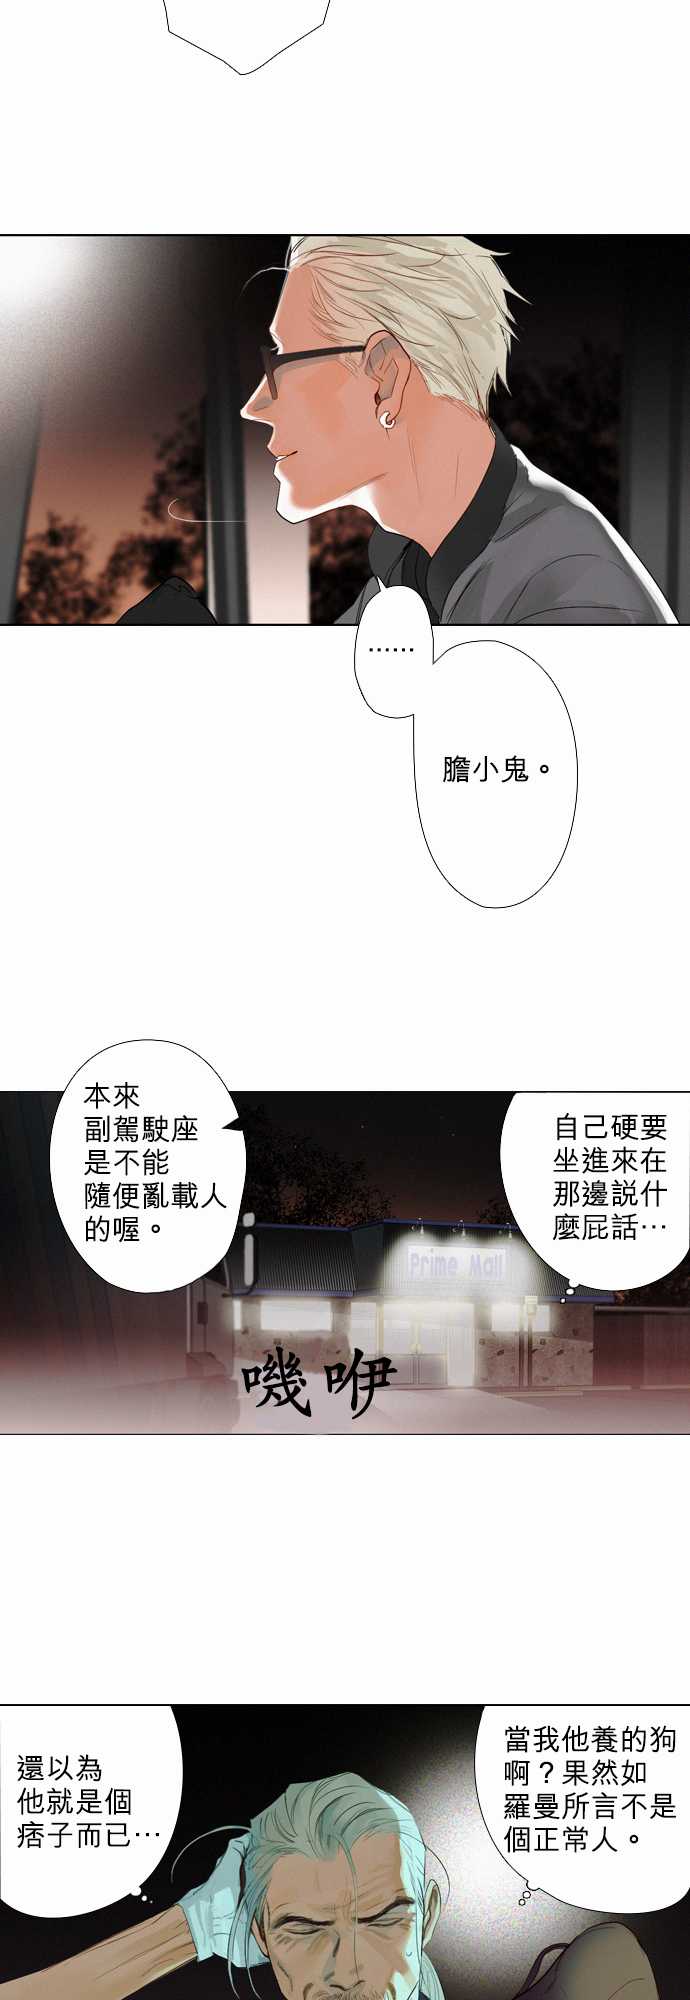 ……
膽小鬼。
本來
副駕駛座
是不能
隨便亂載人
的喔。
自己硬要
坐進來在
那邊説什
麼屁話…
Prime Mall
嘰咿
還以為
他就是個
痞子而已…
當我他養的狗
啊？果然如
羅曼所言不是
個正常人。